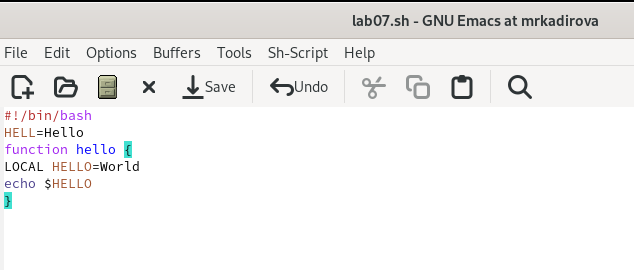 lab07.sh - GNU Emacs at mrkadirova
File Edit Options Buffers Tools Sh-Script Help
Save Undo
#!/bin/bash
HELL=Hello
function hello {
LOCAL HELLO=World
echo $HELLO
}